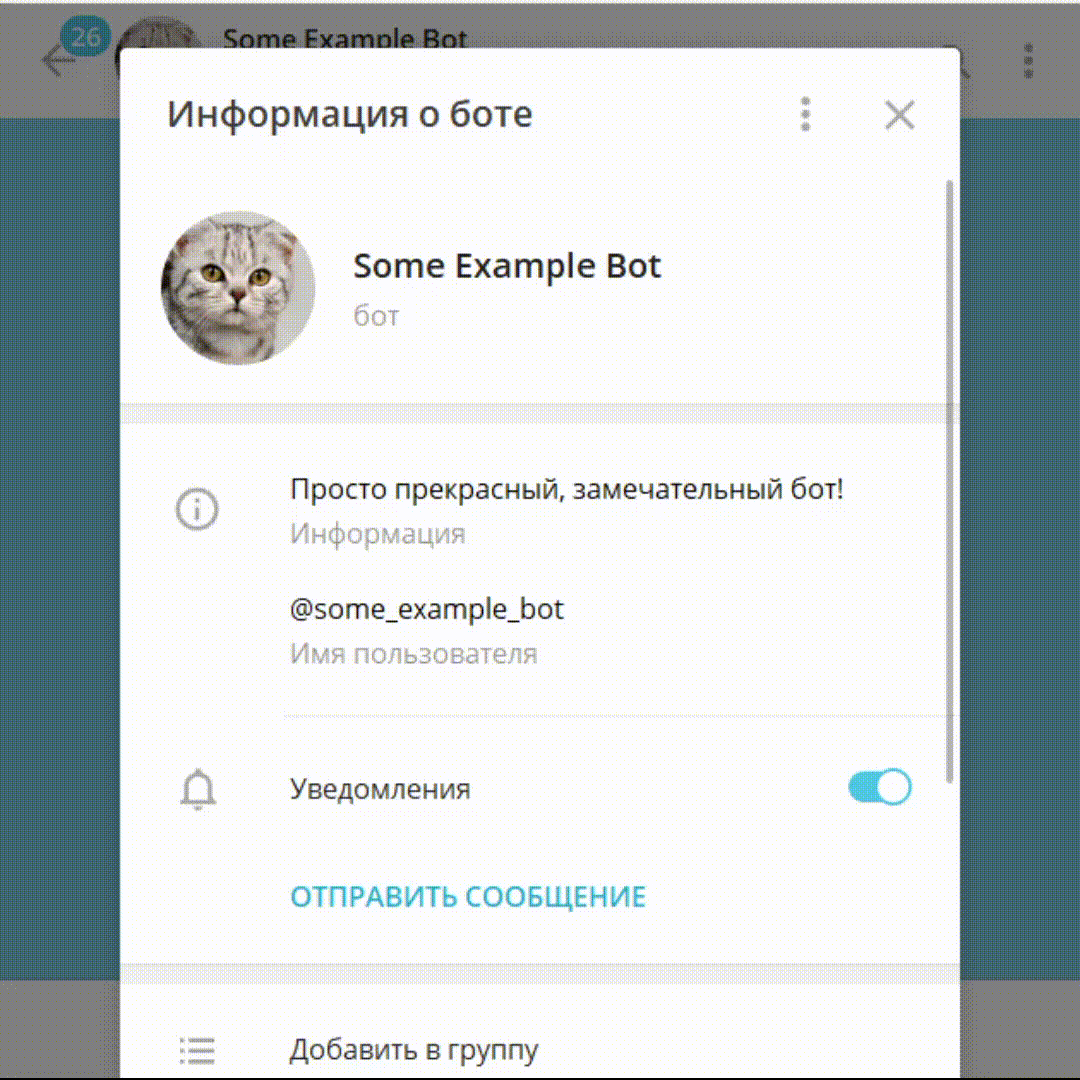 26
Some Example Bot
Информация о боте
Some Example Bot
бот
Просто прекрасный, замечательный бот!
Информация
@some_example_bot
Имя пользователя
Уведомления
ОТПРАВИТЬ СООБЩЕНИЕ
Добавить в группу